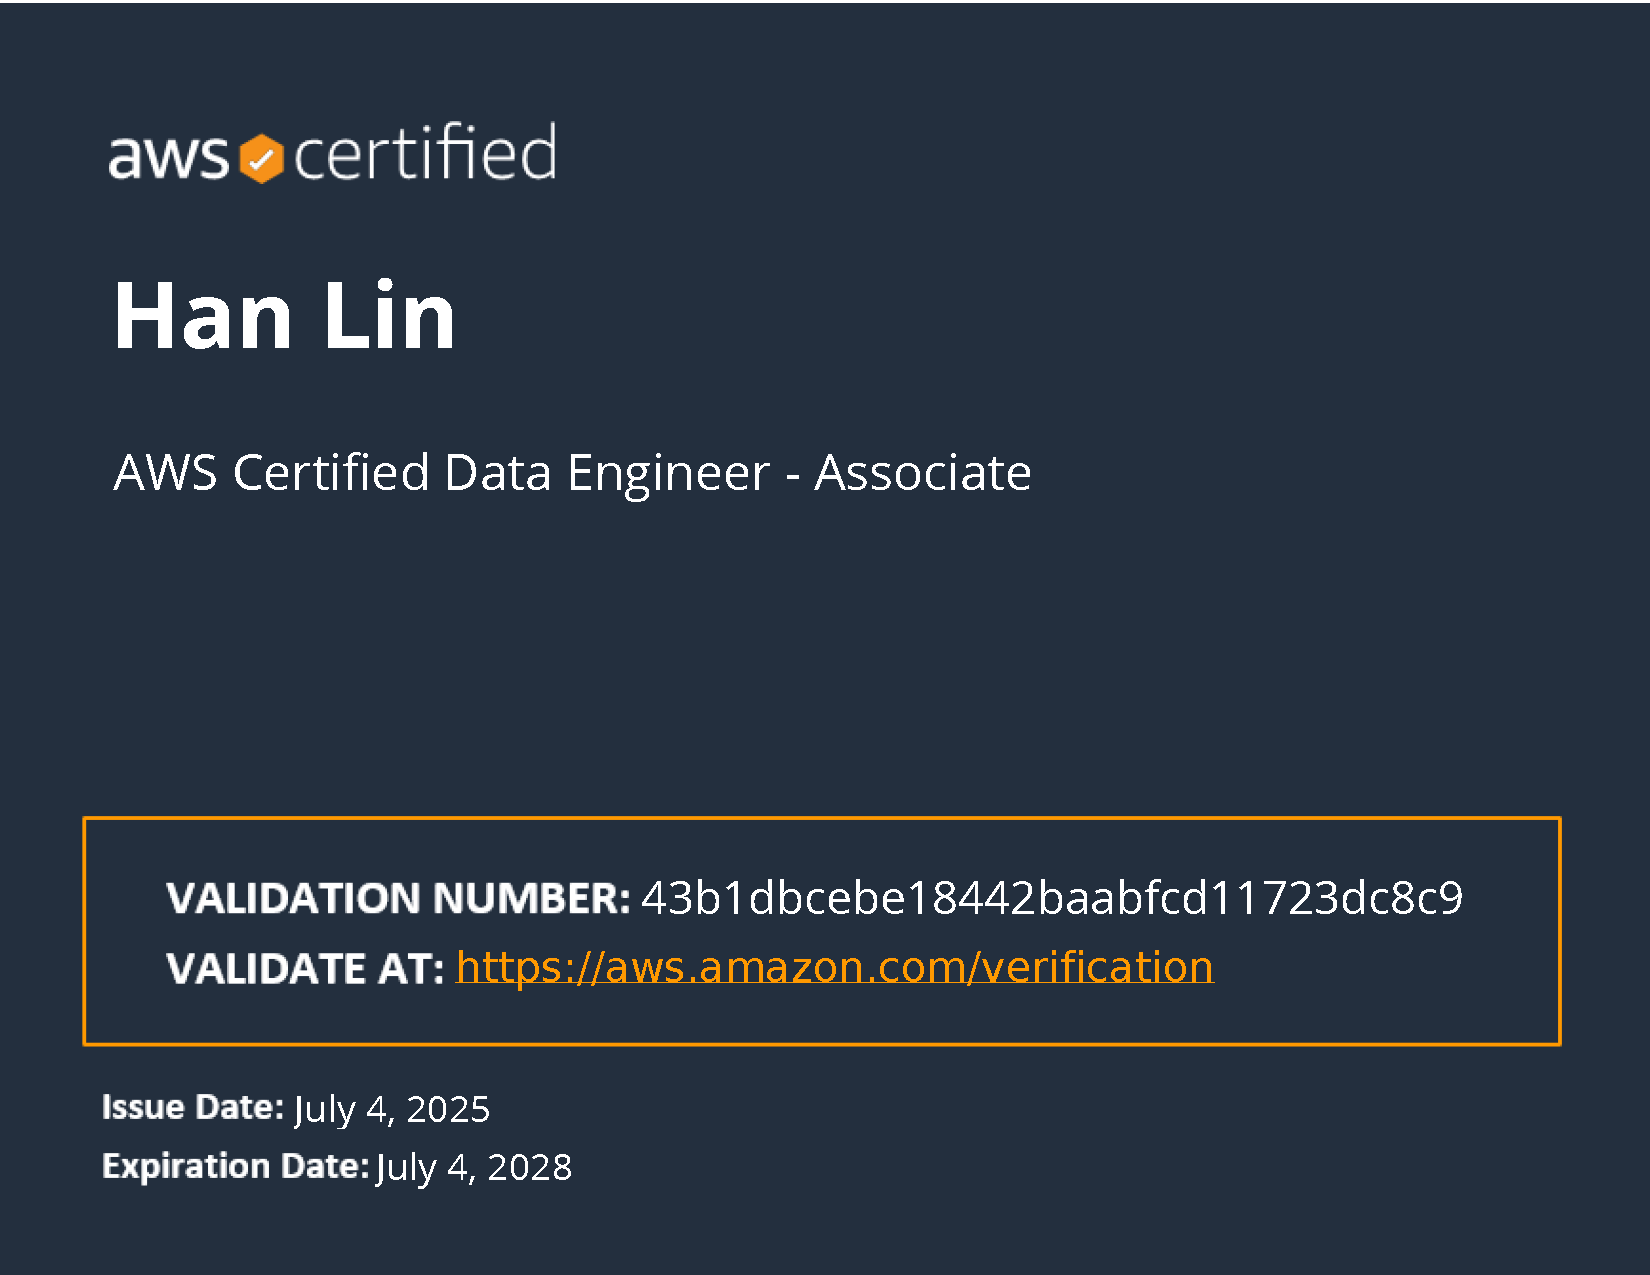 aws certified
Han Lin
AWS Certified Data Engineer - Associate
VALIDATION NUMBER: 43b1dbcebe18442baabfcd11723dc8c9
VALIDATE AT: https://aws.amazon.com/verification
Issue Date: July 4, 2025
Expiration Date: July 4, 2028